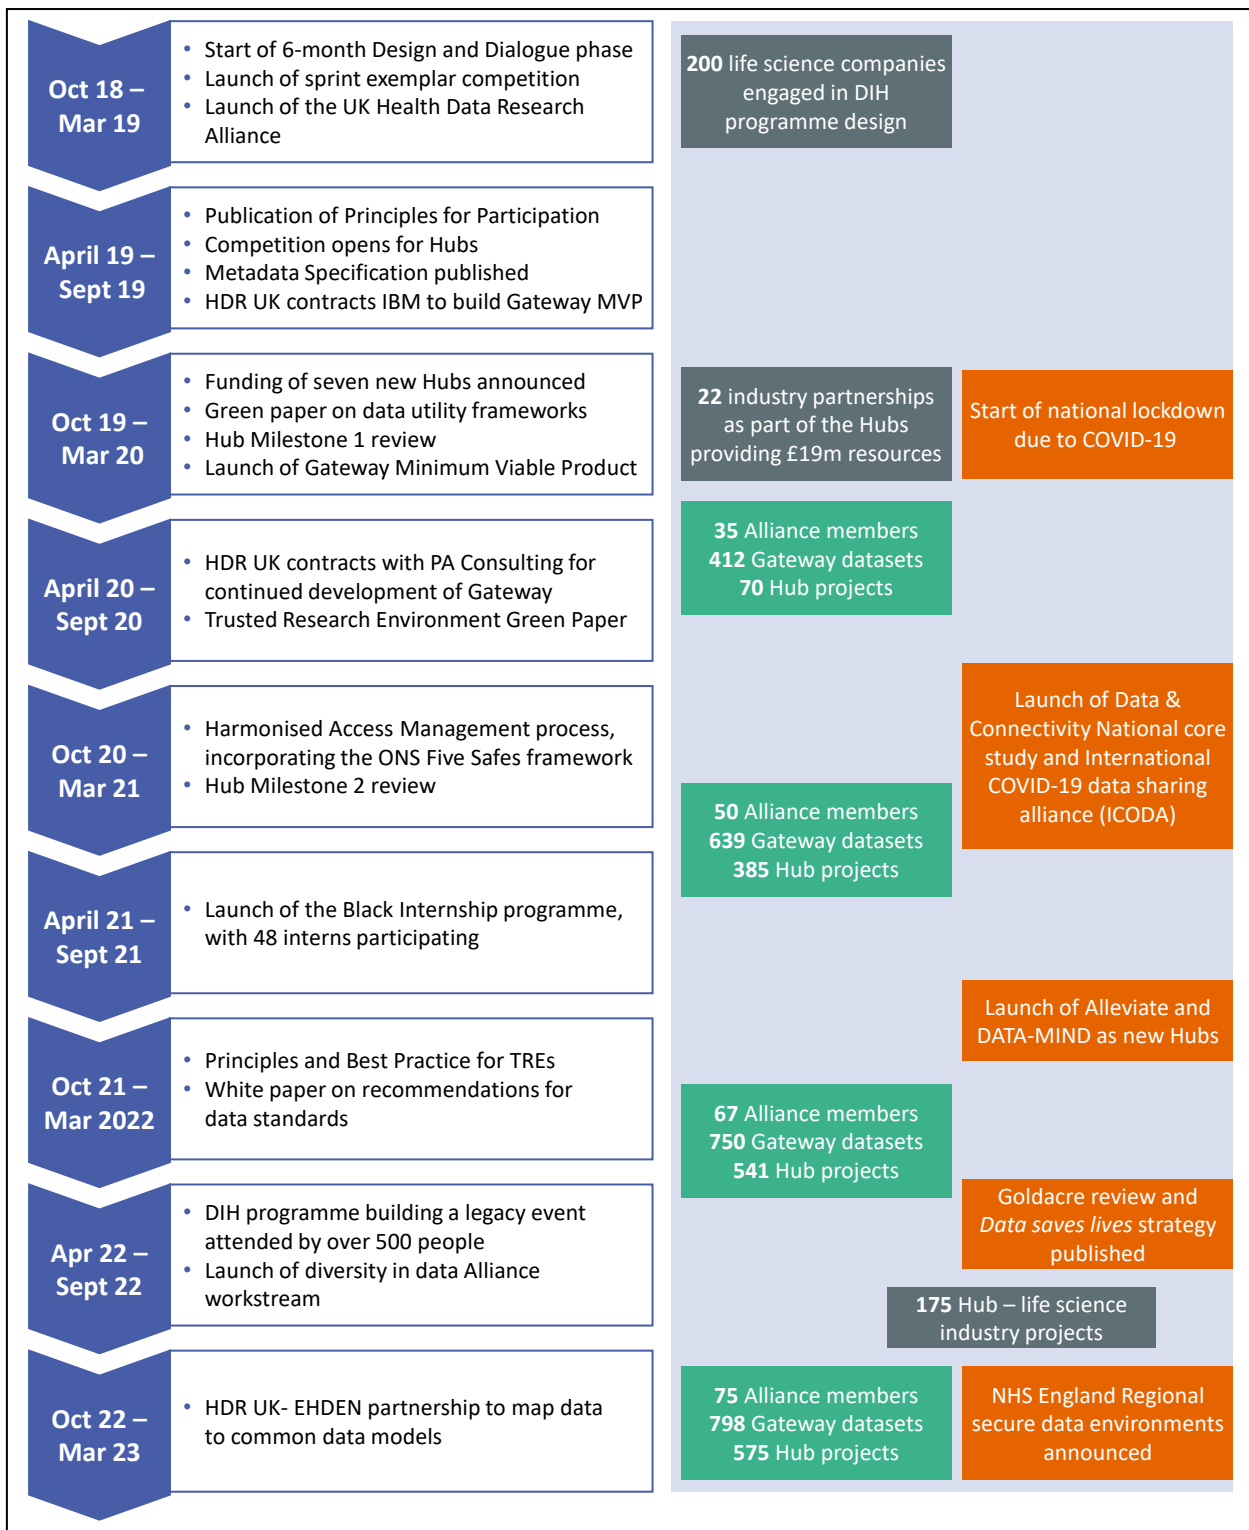 Oct 18 –
Mar 19
• Start of 6-month Design and Dialogue phase
• Launch of sprint exemplar competition
• Launch of the UK Health Data Research
Alliance
200 life science companies
engaged in DIH
programme design
April 19 –
Sept 19
• Publication of Principles for Participation
• Competition opens for Hubs
• Metadata Specification published
• HDR UK contracts IBM to build Gateway MVP
Oct 19 –
Mar 20
• Funding of seven new Hubs announced
• Green paper on data utility frameworks
• Hub Milestone 1 review
• Launch of Gateway Minimum Viable Product
22 industry partnerships
as part of the Hubs
providing £19m resources
Start of national lockdown
due to COVID-19
April 20 –
Sept 20
• HDR UK contracts with PA Consulting for
continued development of Gateway
• Trusted Research Environment Green Paper
35 Alliance members
412 Gateway datasets
70 Hub projects
Oct 20 –
Mar 21
• Harmonised Access Management process,
incorporating the ONS Five Safes framework
• Hub Milestone 2 review
Launch of Data &
Connectivity National core
study and International
COVID-19 data sharing
alliance (ICODA)
50 Alliance members
639 Gateway datasets
385 Hub projects
April 21 –
Sept 21
• Launch of the Black Internship programme,
with 48 interns participating
Launch of Alleviate and
DATA-MIND as new Hubs
Oct 21 –
Mar 2022
• Principles and Best Practice for TREs
• White paper on recommendations for
data standards
67 Alliance members
750 Gateway datasets
541 Hub projects
Apr 22 –
Sept 22
• DIH programme building a legacy event
attended by over 500 people
• Launch of diversity in data Alliance
workstream
Goldacre review and
Data saves lives strategy
published
175 Hub – life science
industry projects
Oct 22 –
Mar 23
• HDR UK- EHDEN partnership to map data
to common data models
75 Alliance members
798 Gateway datasets
575 Hub projects
NHS England Regional
secure data environments
announced